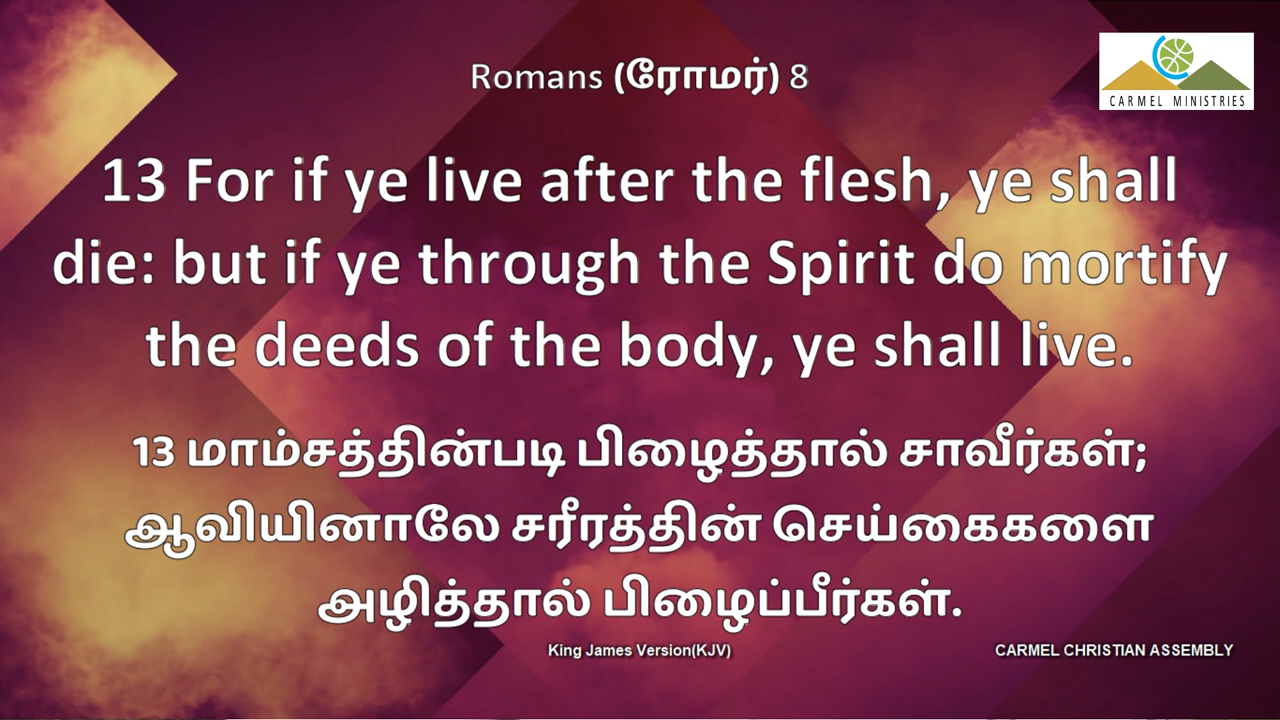 Romans (ரோமர்) 8
CARMEL MINISTRIES
13 For if ye live after the flesh, ye shall
die: but if ye through the Spirit do mortify
the deeds of the body, ye shall live.
13 மாம்சத்தின்படி பிழைத்தால் சாவீர்கள்;
ஆவியினாலே சரீரத்தின் செய்கைகளை
அழித்தால் பிழைப்பீர்கள்.
King James Version(KJV)
CARMEL CHRISTIAN ASSEMBLY